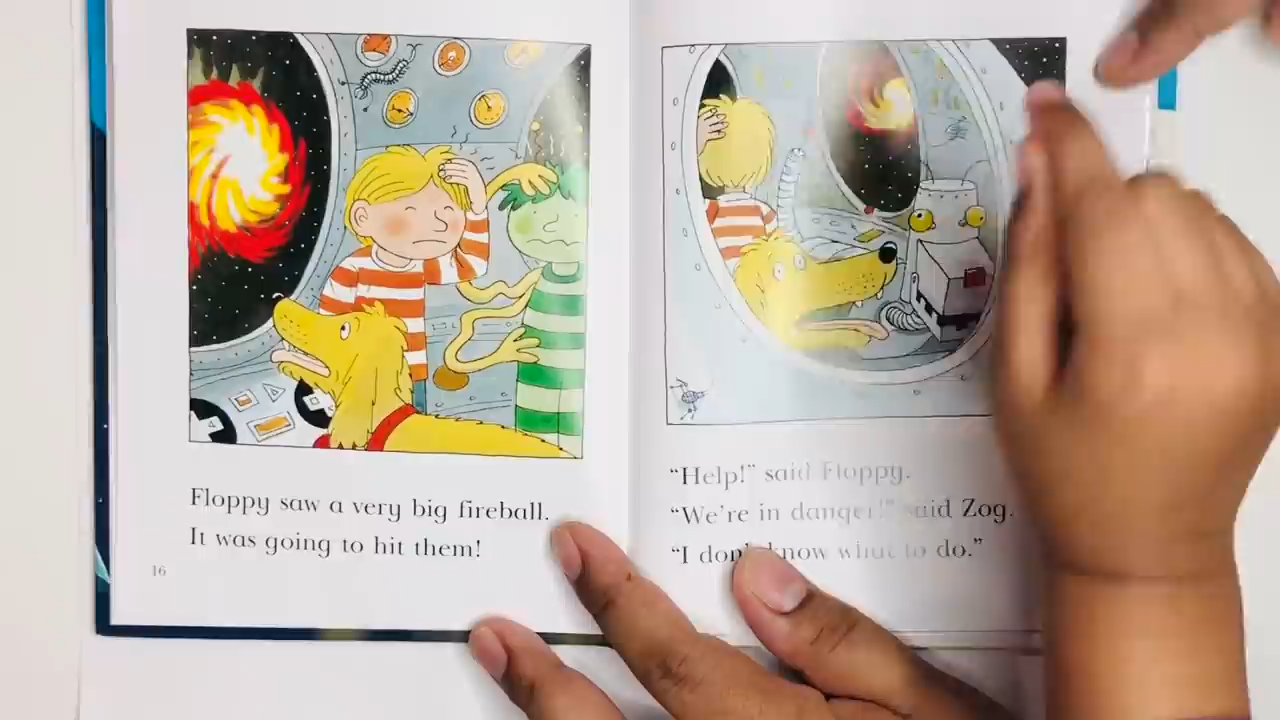 Floppy saw a very big fireball.
It was going to hit them!
16
“Help!” said Floppy.
“We’re in danger!” said Zog.
“I don’t know what to do.”